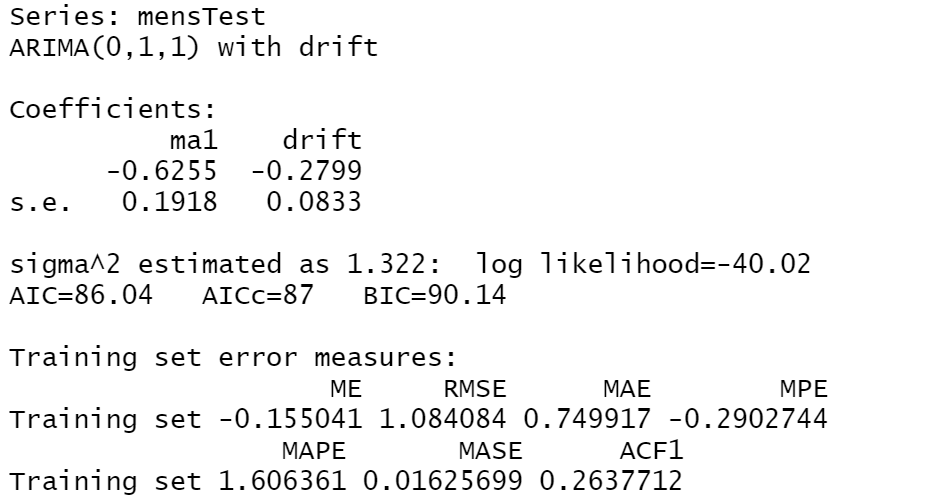 Series: mensTest
ARIMA(0,1,1) with drift
Coefficients:
ma1 drift
-0.6255 -0.2799
s.e. 0.1918 0.0833
sigma^2 estimated as 1.322: log likelihood=-40.02
AIC=86.04 AICc=87 BIC=90.14
Training set error measures:
ME RMSE MAE MPE
Training set -0.155041 1.084084 0.749917 -0.2902744
MAPE MASE ACF1
Training set 1.606361 0.01625699 0.2637712